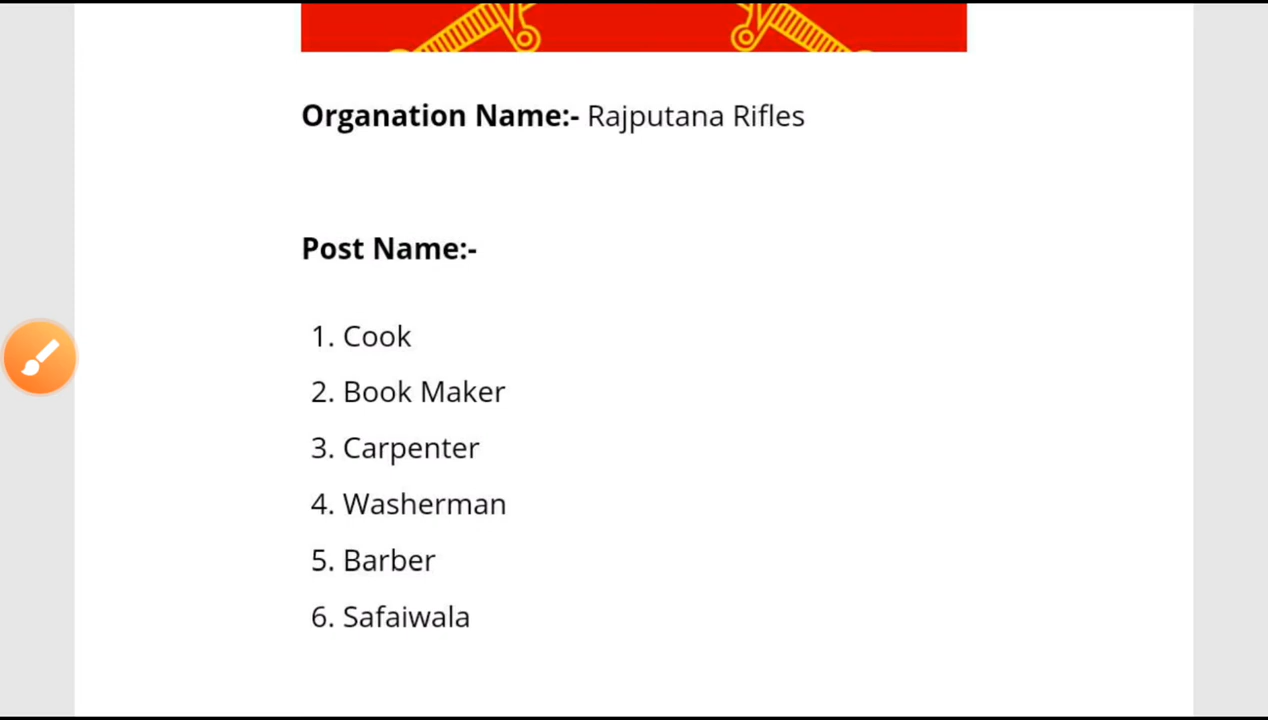 Organation Name:- Rajputana Rifles
Post Name:-
1. Cook
2. Book Maker
3. Carpenter
4. Washerman
5. Barber
6. Safaiwala